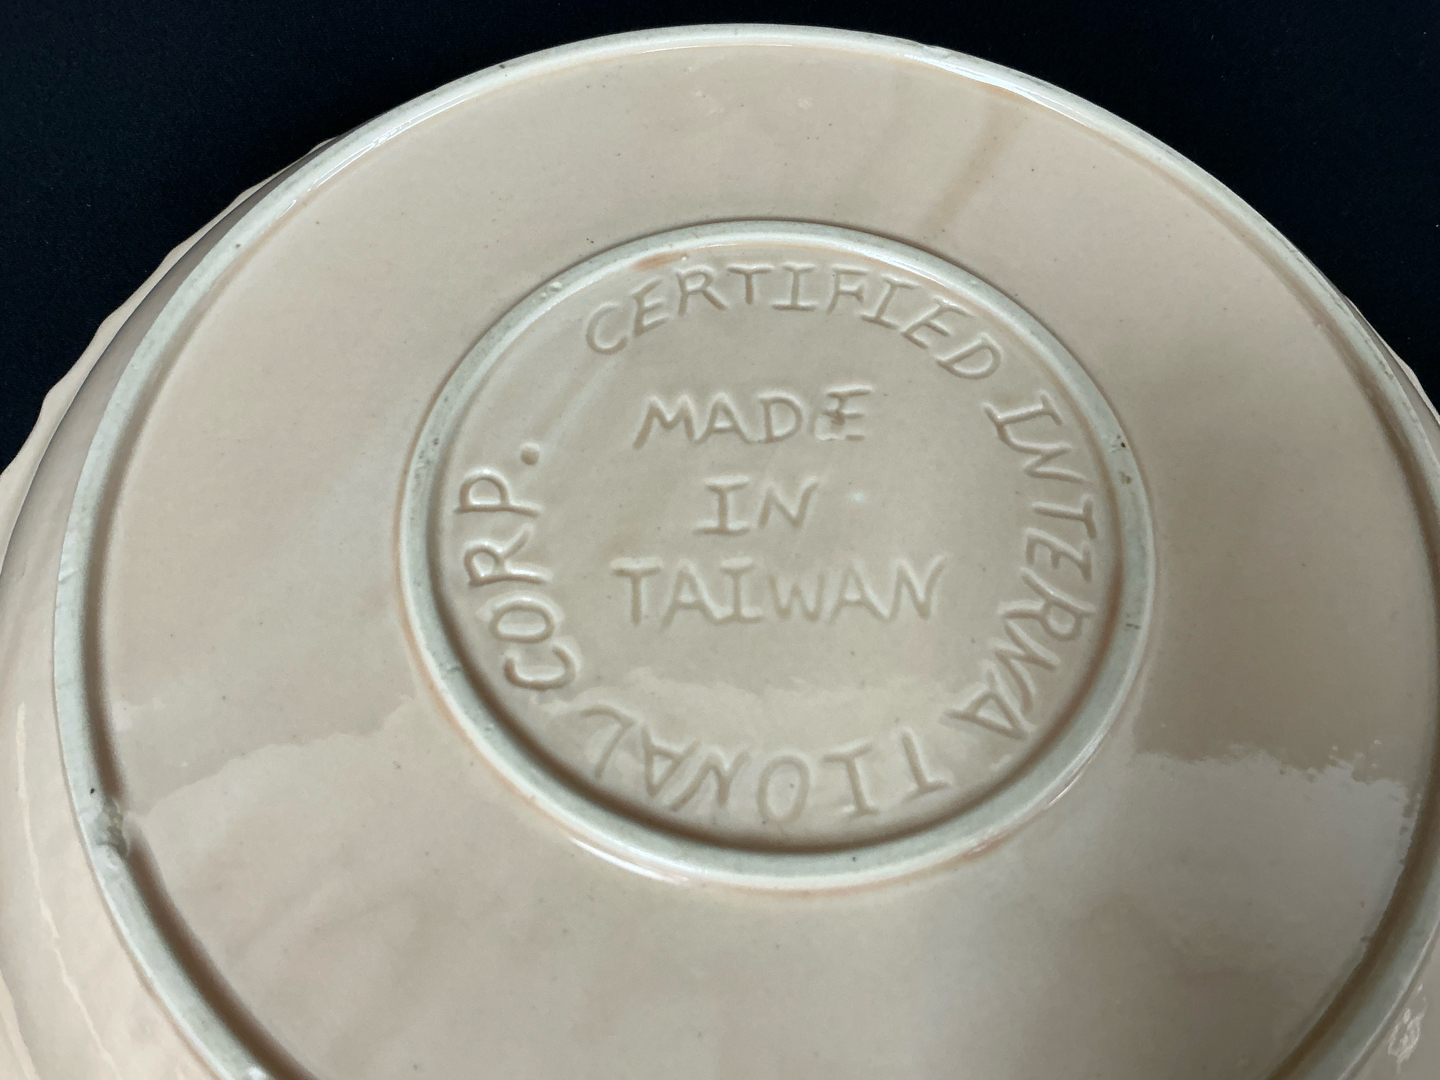 CERTIFIED INTERNATIONAL CORP.
MADE
IN
TAIWAN